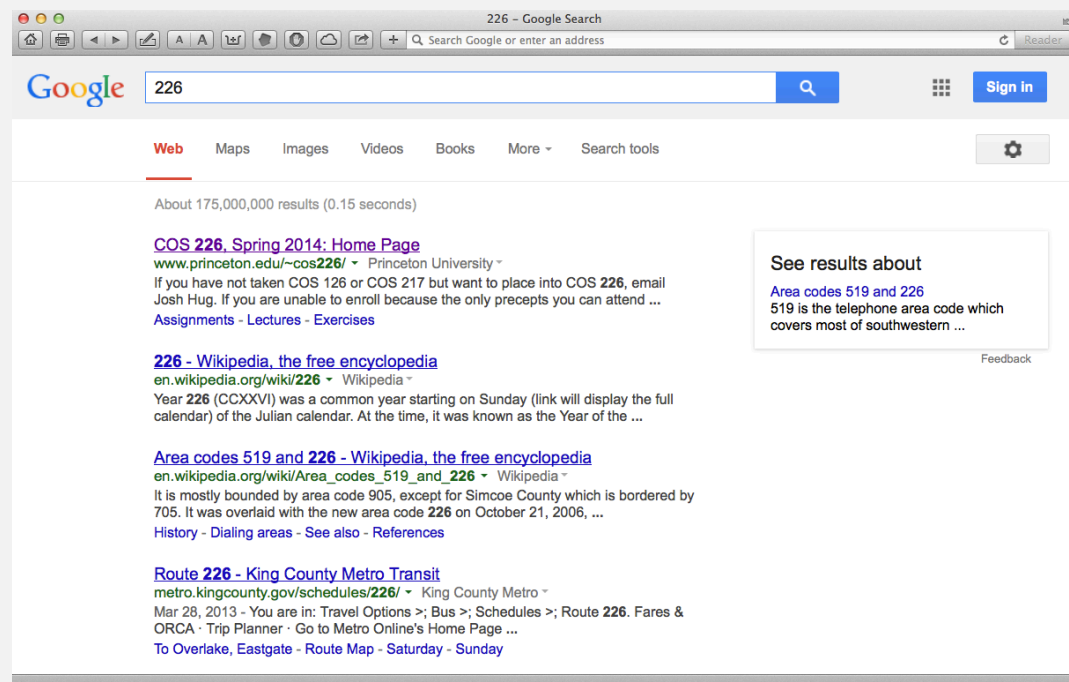 226 - Google Search
A A
Search Google or enter an address
Reader
Google
226
Sign in
Web Maps Images Videos Books More Search tools
About 175,000,000 results (0.15 seconds)
COS 226, Spring 2014: Home Page
www.princeton.edu/~cos226/ Princeton University
If you have not taken COS 126 or COS 217 but want to place into COS 226, email
Josh Hug. If you are unable to enroll because the only precepts you can attend ...
Assignments - Lectures - Exercises
226 - Wikipedia, the free encyclopedia
en.wikipedia.org/wiki/226 Wikipedia
Year 226 (CCXXVI) was a common year starting on Sunday (link will display the full
calendar) of the Julian calendar. At the time, it was known as the Year of the ...
Area codes 519 and 226 - Wikipedia, the free encyclopedia
en.wikipedia.org/wiki/Area_codes_519_and_226 Wikipedia
It is mostly bounded by area code 905, except for Simcoe County which is bordered by
705. It was overlaid with the new area code 226 on October 21, 2006, ...
History - Dialing areas - See also - References
Route 226 - King County Metro Transit
metro.kingcounty.gov/schedules/226/ King County Metro
Mar 28, 2013 - You are in: Travel Options >; Bus >; Schedules >; Route 226. Fares &
ORCA · Trip Planner · Go to Metro Online's Home Page ...
To Overlake, Eastgate - Route Map - Saturday - Sunday
See results about
Area codes 519 and 226
519 is the telephone area code which
covers most of southwestern ...
Feedback